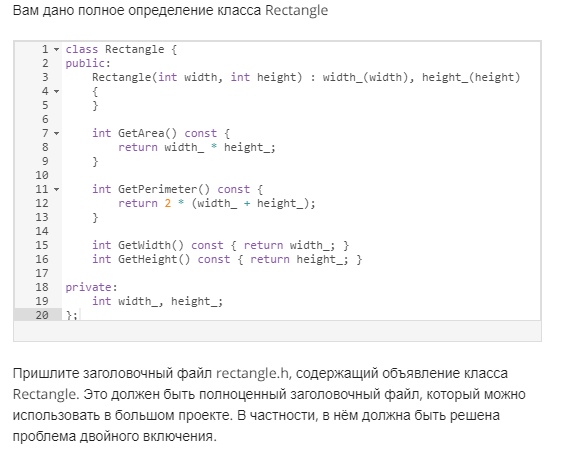 Вам дано полное определение класса Rectangle
1 class Rectangle {
2 public:
3     Rectangle(int width, int height) : width_(width), height_(height)
4     {
5     }
6
7     int GetArea() const {
8         return width_ * height_;
9     }
10
11     int GetPerimeter() const {
12         return 2 * (width_ + height_);
13     }
14
15     int GetWidth() const { return width_; }
16     int GetHeight() const { return height_; }
17
18 private:
19     int width_, height_;
20 };
Пришлите заголовочный файл rectangle.h, содержащий объявление класса
Rectangle. Это должен быть полноценный заголовочный файл, который можно
использовать в большом проекте. В частности, в нём должна быть решена
проблема двойного включения.